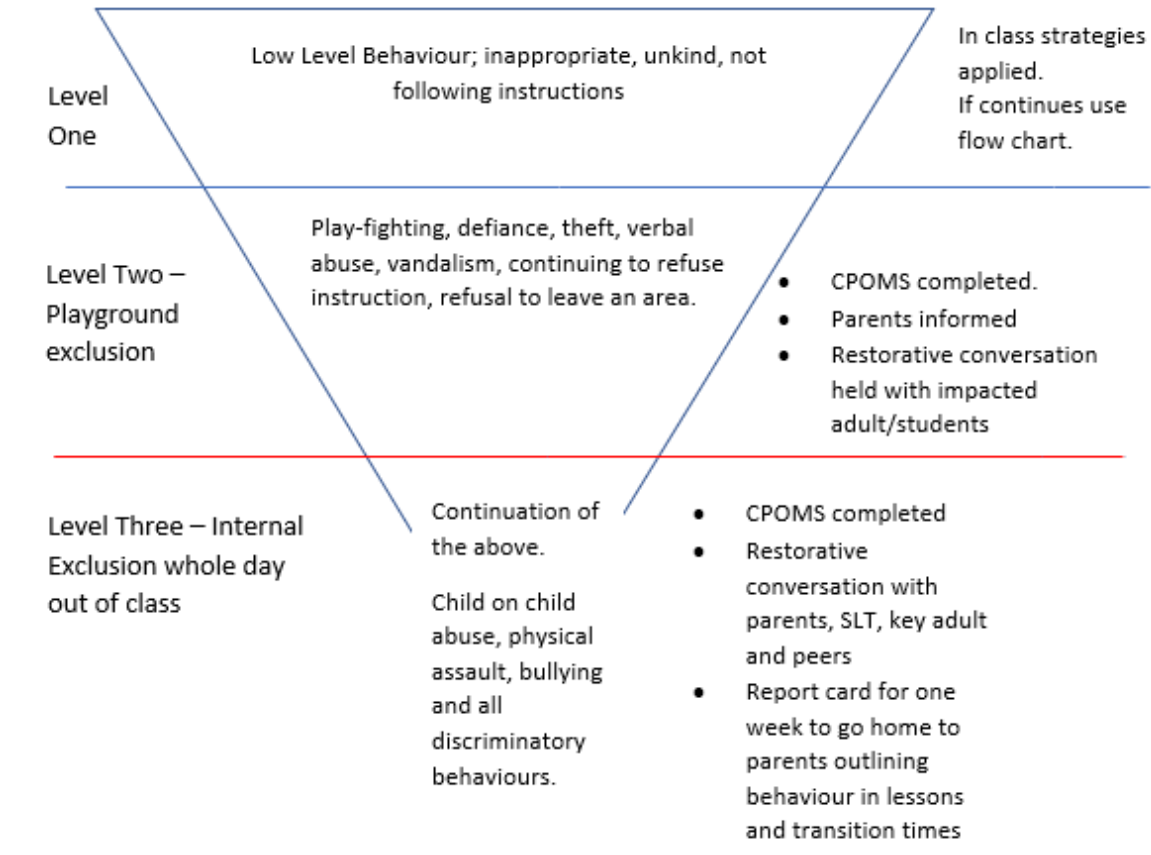 Level
One
Low Level Behaviour; inappropriate, unkind, not
following instructions
In class strategies
applied.
If continues use
flow chart.
Level Two –
Playground
exclusion
Play-fighting, defiance, theft, verbal
abuse, vandalism, continuing to refuse
instruction, refusal to leave an area.
● CPOMS completed.
● Parents informed
● Restorative conversation
held with impacted
adult/students
Level Three – Internal
Exclusion whole day
out of class
Continuation of
the above.
Child on child
abuse, physical
assault, bullying
and all
discriminatory
behaviours.
● CPOMS completed
● Restorative
conversation with
parents, SLT, key adult
and peers
● Report card for one
week to go home to
parents outlining
behaviour in lessons
and transition times